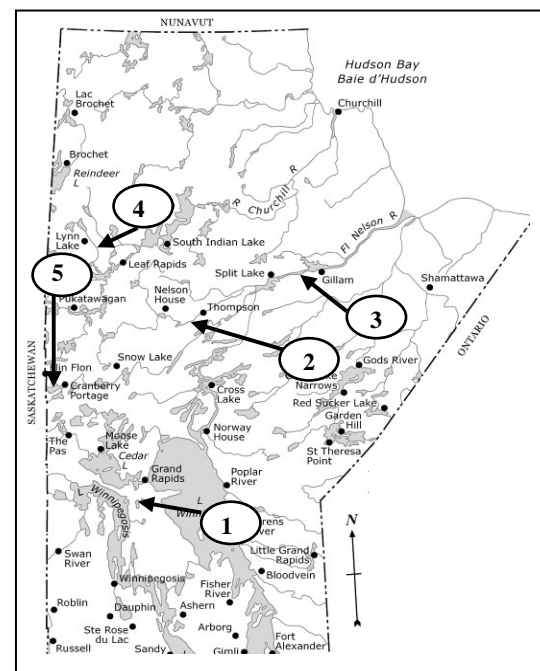 NUNAVUT
Hudson Bay
Baie d'Hudson
Lac
Brochet
Churchill
Brochet
Reindeer
L
R Churchill R
4
Lynn
Lake
South Indian Lake
Fl Nelson R
5
Leaf Rapids
Split Lake
Gillam
Shamattawa
Pukatawagan
Nelson
House
Thompson
3
ONTARIO
2
Snow Lake
Gods River
SASKATCHEWAN
lin Flon
Cranberry
Portage
Cross
Lake
Narrows
Red Sucker Lake
Garden
Hill
The
Pas
Moose
Lake
Cedar
L
Norway
House
St Theresa
Point
Grand
Rapids
Poplar
River
L Winnipegosis
L
1
N
Swan
River
Little Grand
Rapids
Bloodvein
Winnipegosis
Fisher
River
Roblin
Dauphin
Ashern
Ste Rose
du Lac
Arborg
Russell
Sandy
Gimli
Fort
Alexander